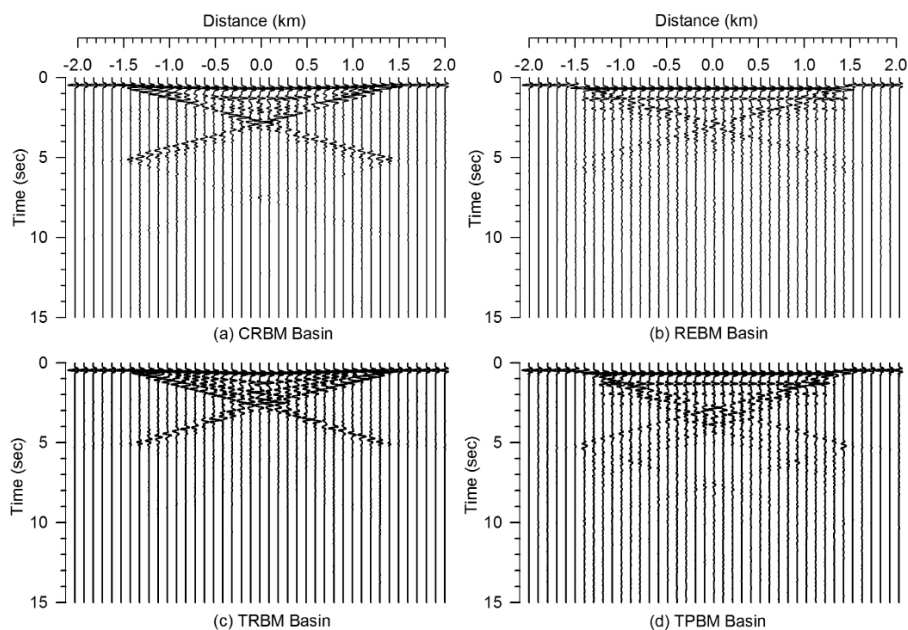 Distance (km) Distance (km)
-2.0 -1.5 -1.0 -0.5 0.0 0.5 1.0 1.5 2.0 -2.0 -1.5 -1.0 -0.5 0.0 0.5 1.0 1.5 2.0
0 0
5 5
10 10
15 15
Time (sec) Time (sec)
(a) CRBM Basin (b) REBM Basin
0 0
5 5
10 10
15 15
Time (sec) Time (sec)
(c) TRBM Basin (d) TPBM Basin